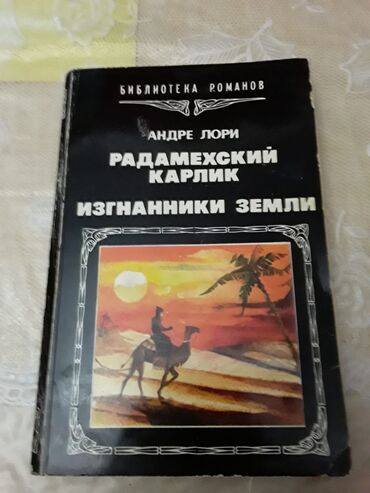 БИБЛИОТЕКА РОМАНОВ
АНДРЕ ЛОРИ
РАДАМЕХСКИЙ
КАРЛИК
ИЗГНАННИКИ ЗЕМЛИ